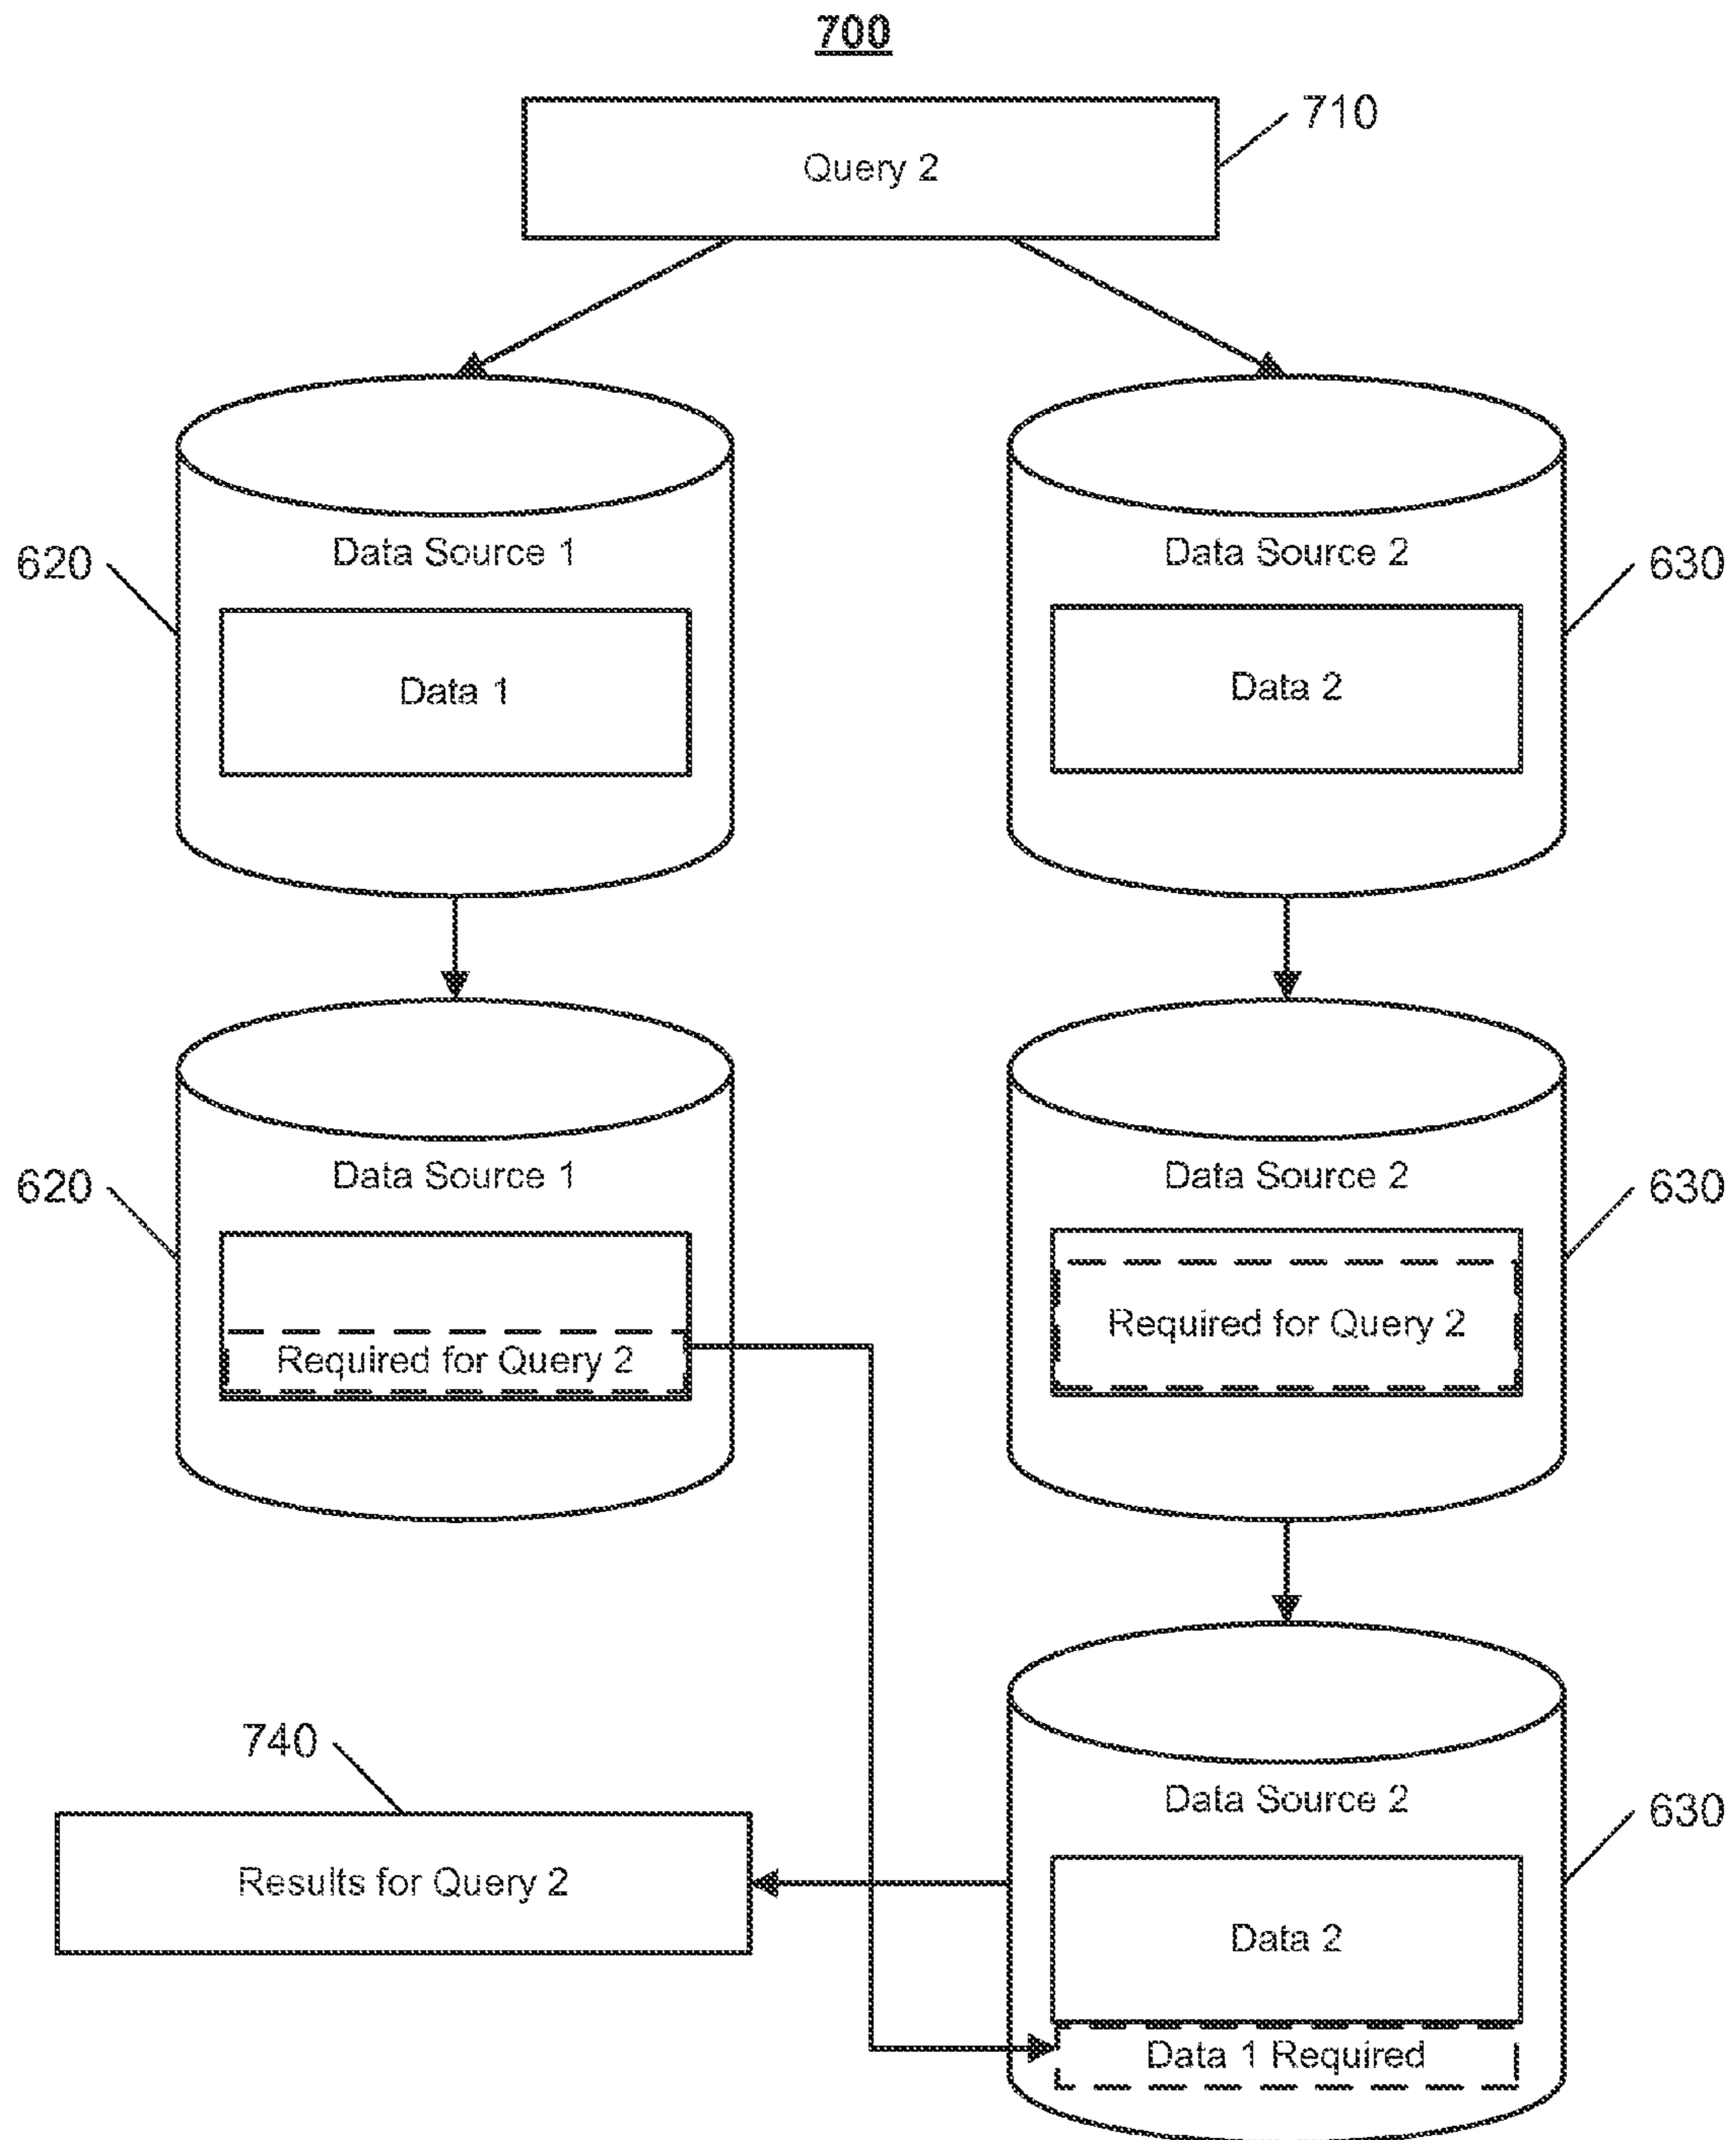 700
710
Query 2
620
Data Source 1
Data Source 2
630
Data 1
Data 2
620
Data Source 1
Data Source 2
630
Required for Query 2
Required for Query 2
740
Data Source 2
630
Results for Query 2
Data 2
Data 1 Required